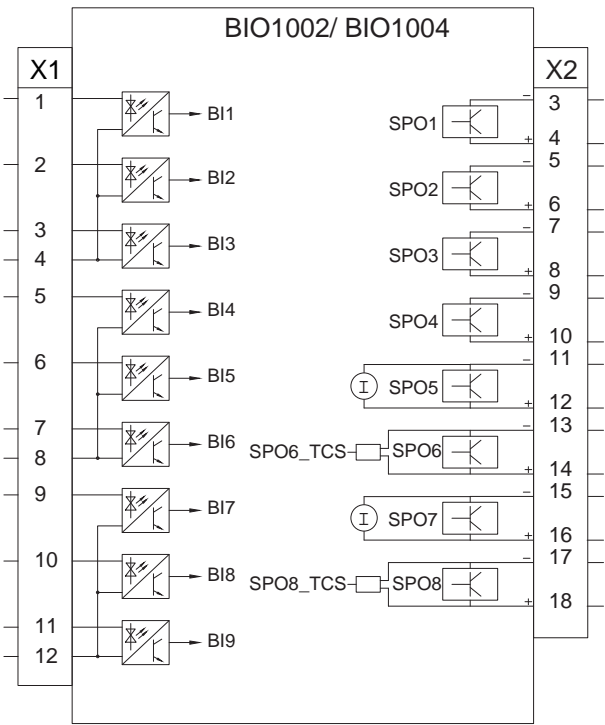 BIO1002/ BIO1004
X1
X2
1
BI1
2
BI2
3
BI3
4
5
BI4
6
BI5
7
BI6
8
9
BI7
10
BI8
11
BI9
12
SPO1
- 3
+ 4
SPO2
- 5
+ 6
SPO3
- 7
+ 8
SPO4
- 9
+ 10
I SPO5
- 11
+ 12
SPO6_TCS SPO6
- 13
+ 14
I SPO7
- 15
+ 16
SPO8_TCS SPO8
- 17
+ 18